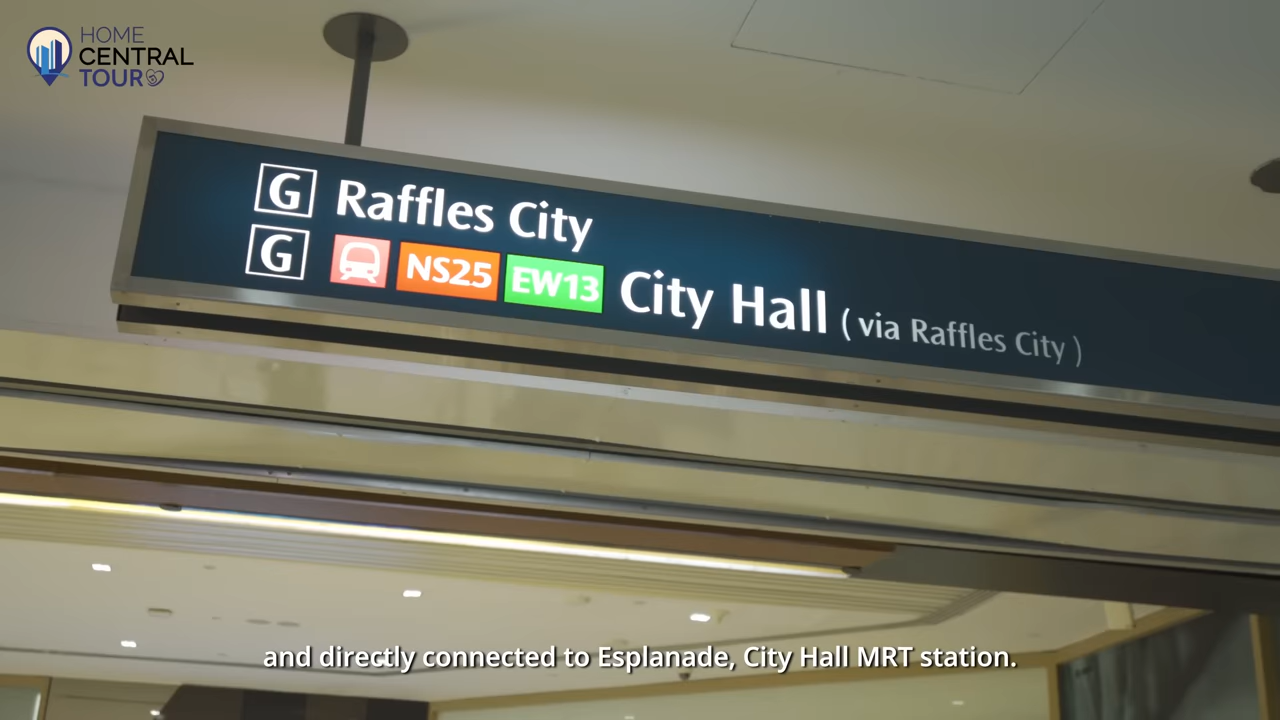 HOME
CENTRAL
TOUR
G Raffles City
G NS25 EW13 City Hall (via Raffles City)
and directly connected to Esplanade, City Hall MRT station.